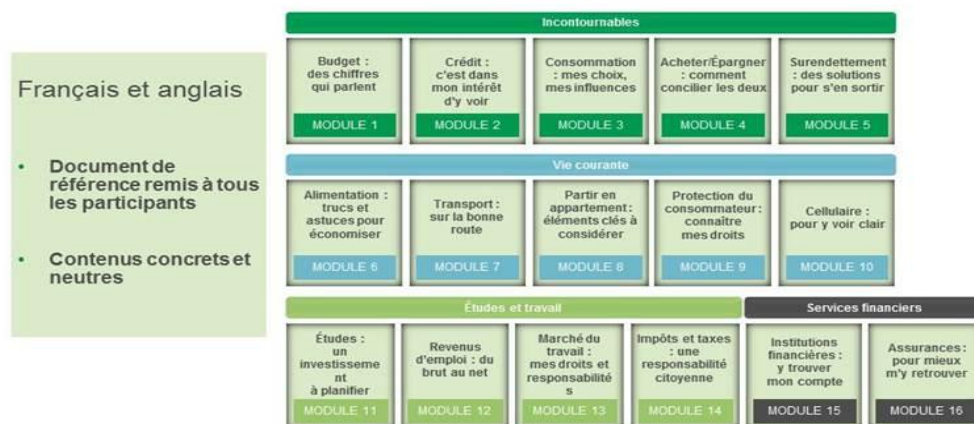 Français et anglais
• Document de
référence remis à tous
les participants
• Contenus concrets et
neutres
Incontournables
Budget :
des chiffres
qui parlent
MODULE 1
Crédit :
c'est dans
mon intérêt
d'y voir
MODULE 2
Consommation
: mes choix,
mes influences
MODULE 3
Acheter/Épargner
: comment
concilier les deux
MODULE 4
Surendettement
: des solutions
pour s'en sortir
MODULE 5
Vie courante
Alimentation :
trucs et
astuces pour
économiser
MODULE 6
Transport :
sur la bonne
route
MODULE 7
Partir en
appartement :
éléments clés à
considérer
MODULE 8
Protection du
consommateur :
connaître
mes droits
MODULE 9
Cellulaire :
pour y voir clair
MODULE 10
Études et travail
Études :
un
investisseme
nt
à planifier
MODULE 11
Revenus
d'emploi : du
brut au net
MODULE 12
Marché du
travail :
mes droits et
responsabilité
s
MODULE 13
Impôts et taxes
: une
responsabilité
citoyenne
MODULE 14
Services financiers
Institutions
financières :
y trouver
mon compte
MODULE 15
Assurances :
pour mieux
m'y retrouver
MODULE 16